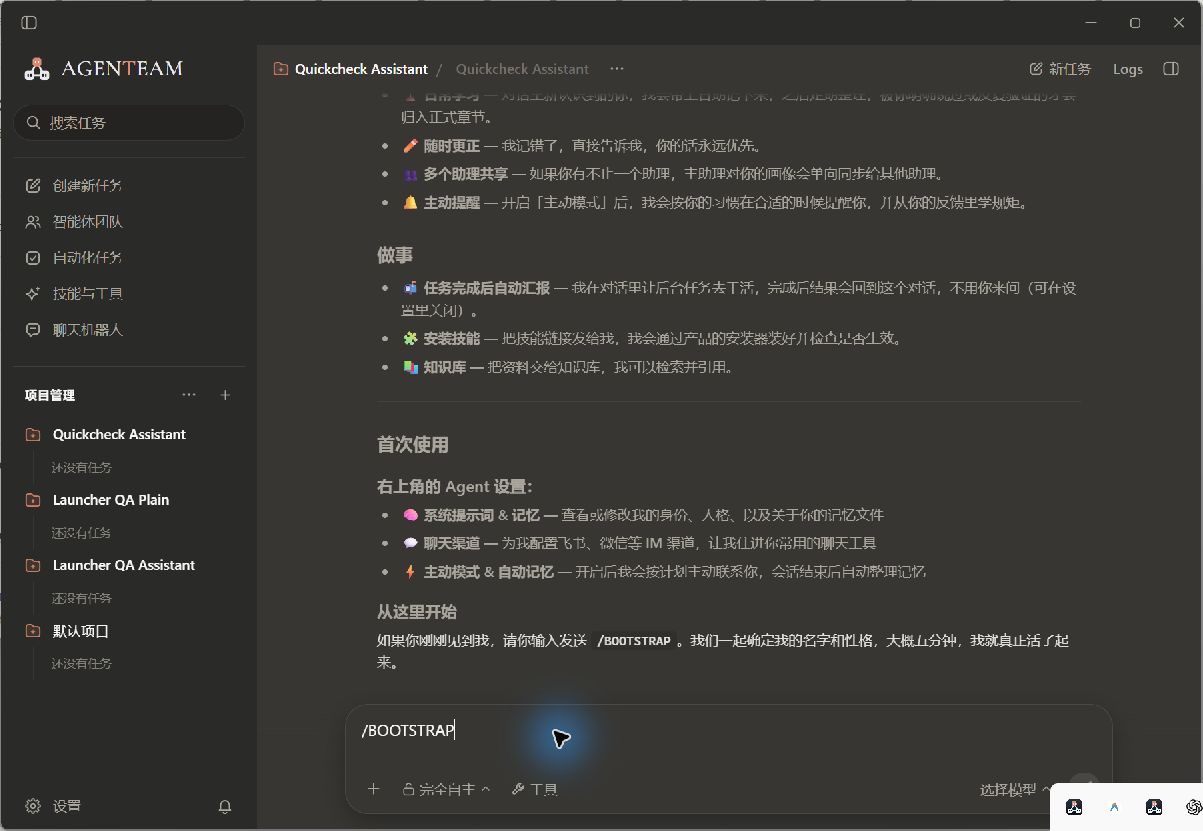 AGENTEAM
搜索任务
创建新任务
智能体团队
自动化任务
技能与工具
聊天机器人
项目管理
Quickcheck Assistant
还没有任务
Launcher QA Plain
还没有任务
Launcher QA Assistant
还没有任务
默认项目
还没有任务
设置
Quickcheck Assistant / Quickcheck Assistant
新任务
Logs
归入正式章节。
随时更正 — 我记错了，直接告诉我，你的话永远优先。
多个助理共享 — 如果你有不止一个助理，主助理对你的画像会单向同步给其他助理。
主动提醒 — 开启「主动模式」后，我会按你的习惯在合适的时候提醒你，并从你的反馈里学规矩。
做事
任务完成后自动汇报 — 我在对话里让后台任务去干活，完成后结果会回到这个对话，不用你来问（可在设
置里关闭）。
安装技能 — 把技能链接发给我，我会通过产品的安装器装好并检查是否生效。
知识库 — 把资料交给知识库，我可以检索并引用。
首次使用
右上角的 Agent 设置：
系统提示词 & 记忆 — 查看或修改我的身份、人格、以及关于你的记忆文件
聊天渠道 — 为我配置飞书、微信等 IM 渠道，让我住进你常用的聊天工具
主动模式 & 自动记忆 — 开启后我会按计划主动联系你，会话结束后自动整理记忆
从这里开始
如果你刚刚见到我，请你输入发送 /BOOTSTRAP 。我们一起确定我的名字和性格，大概五分钟，我就真正活了起
来。
/BOOTSTRAP
完全自主
工具
选择模型